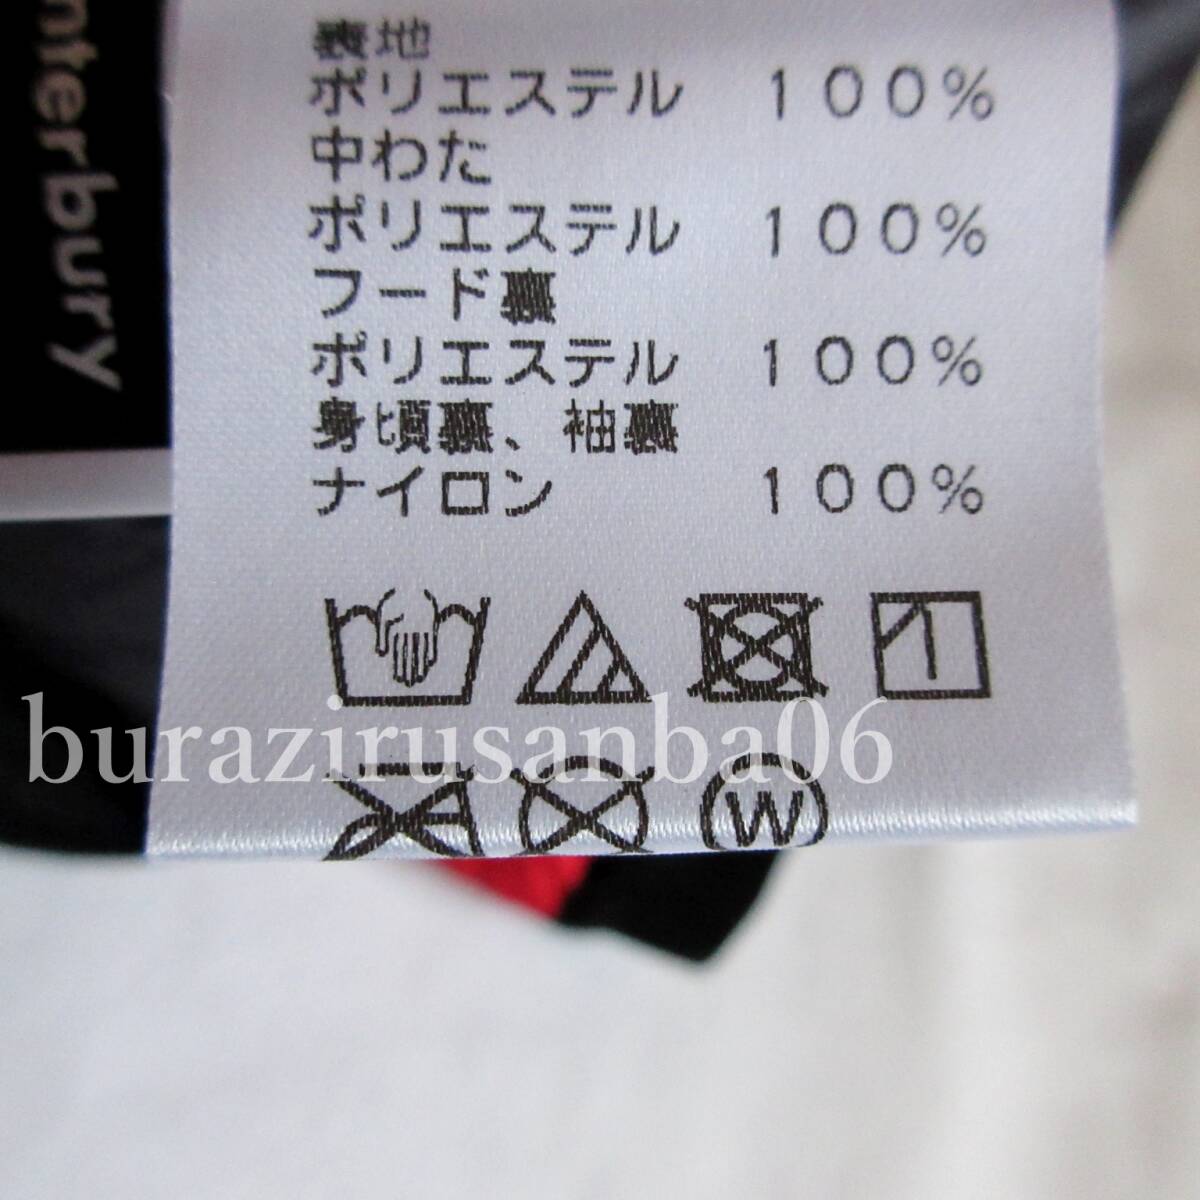 nterbury
表地
ポリエステル 100%
中わた
ポリエステル 100%
フード裏
ポリエステル 100%
身頃裏、袖裏
ナイロン 100%
W
burazirusanba06